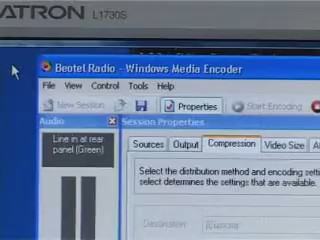 ATRON L1730S
Beotel Radio - Windows Media Encoder
File View Control Tools Help
New Session Properties Start Encoding
Audio Session Properties
Line in at rear
panel (Green)
Sources Output Compression Video Size
Select the distribution method and encoding
select determines the settings that are available.
Destination